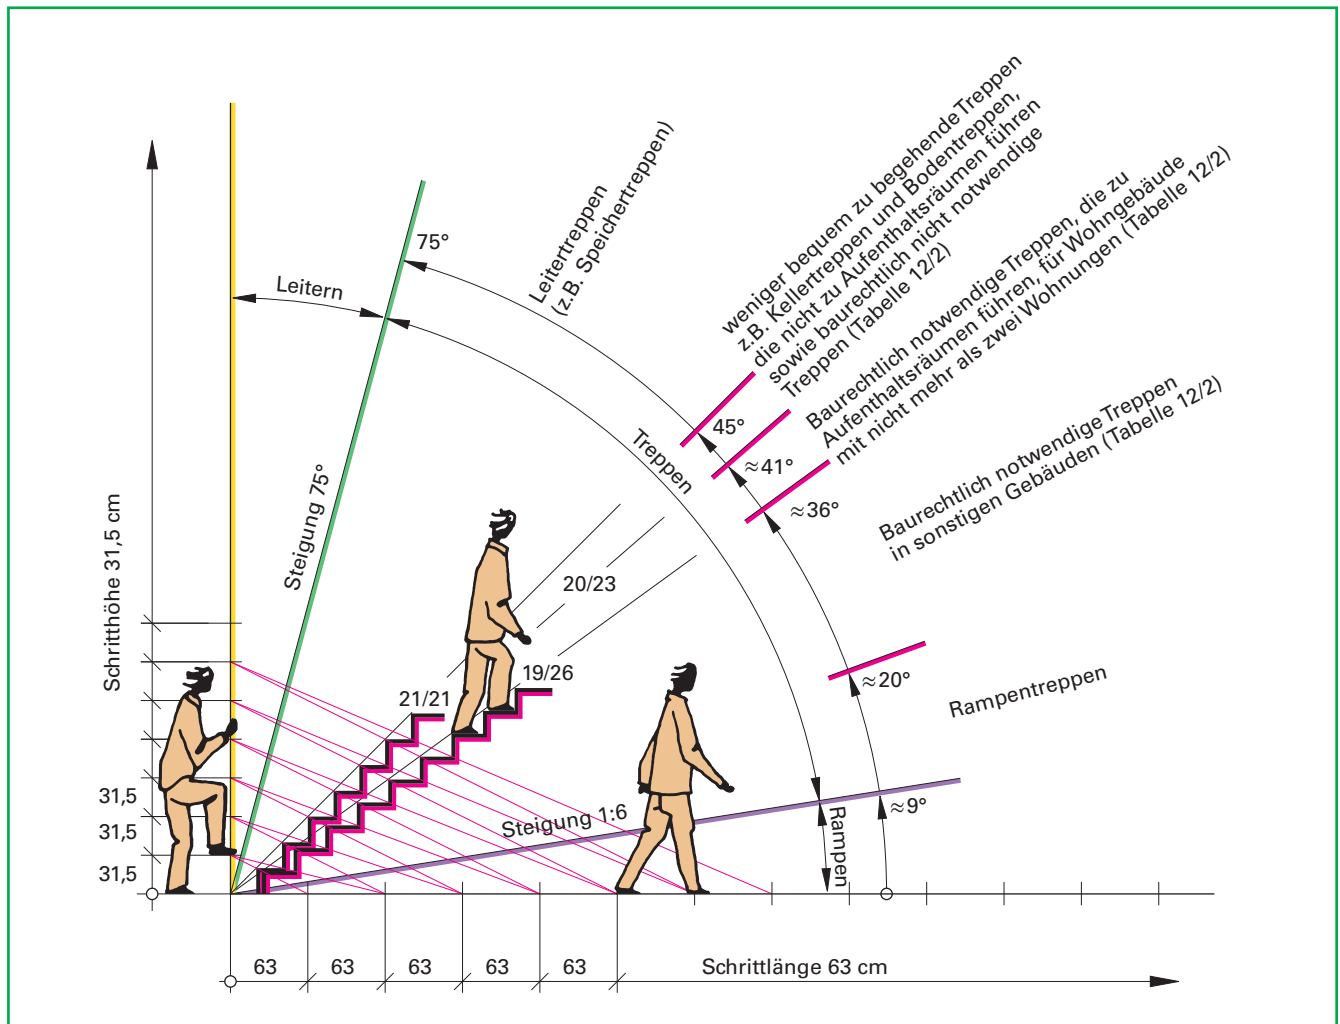 weniger bequem zu begehende Treppen
z.B. Kellertreppen und Bodentreppen,
die nicht zu Aufenthaltsräumen führen
sowie baurechtlich nicht notwendige
Treppen (Tabelle 12/2)
Leitertreppen
(z.B. Speichertreppen)
Baurechtlich notwendige Treppen, die zu
Aufenthaltsräumen führen, für Wohngebäude
mit nicht mehr als zwei Wohnungen (Tabelle 12/2)
75°
Leitern
Baurechtlich notwendige Treppen
in sonstigen Gebäuden (Tabelle 12/2)
45°
≈41°
≈36°
Treppen
Steigung 75°
Schritthöhe 31,5 cm
20/23
19/26
21/21
≈20°
Rampentreppen
31,5
31,5
31,5
Steigung 1:6
Rampen
≈9°
63
63
63
63
63
Schrittlänge 63 cm